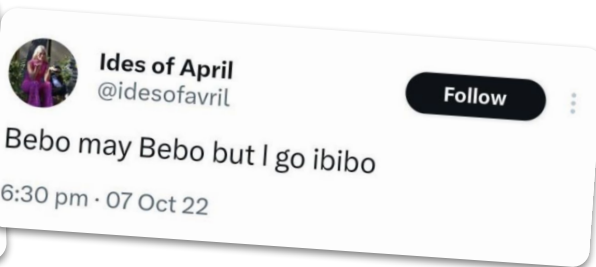 Ides of April
@idesofavril
Follow
Bebo may Bebo but I go ibibo
6:30 pm · 07 Oct 22